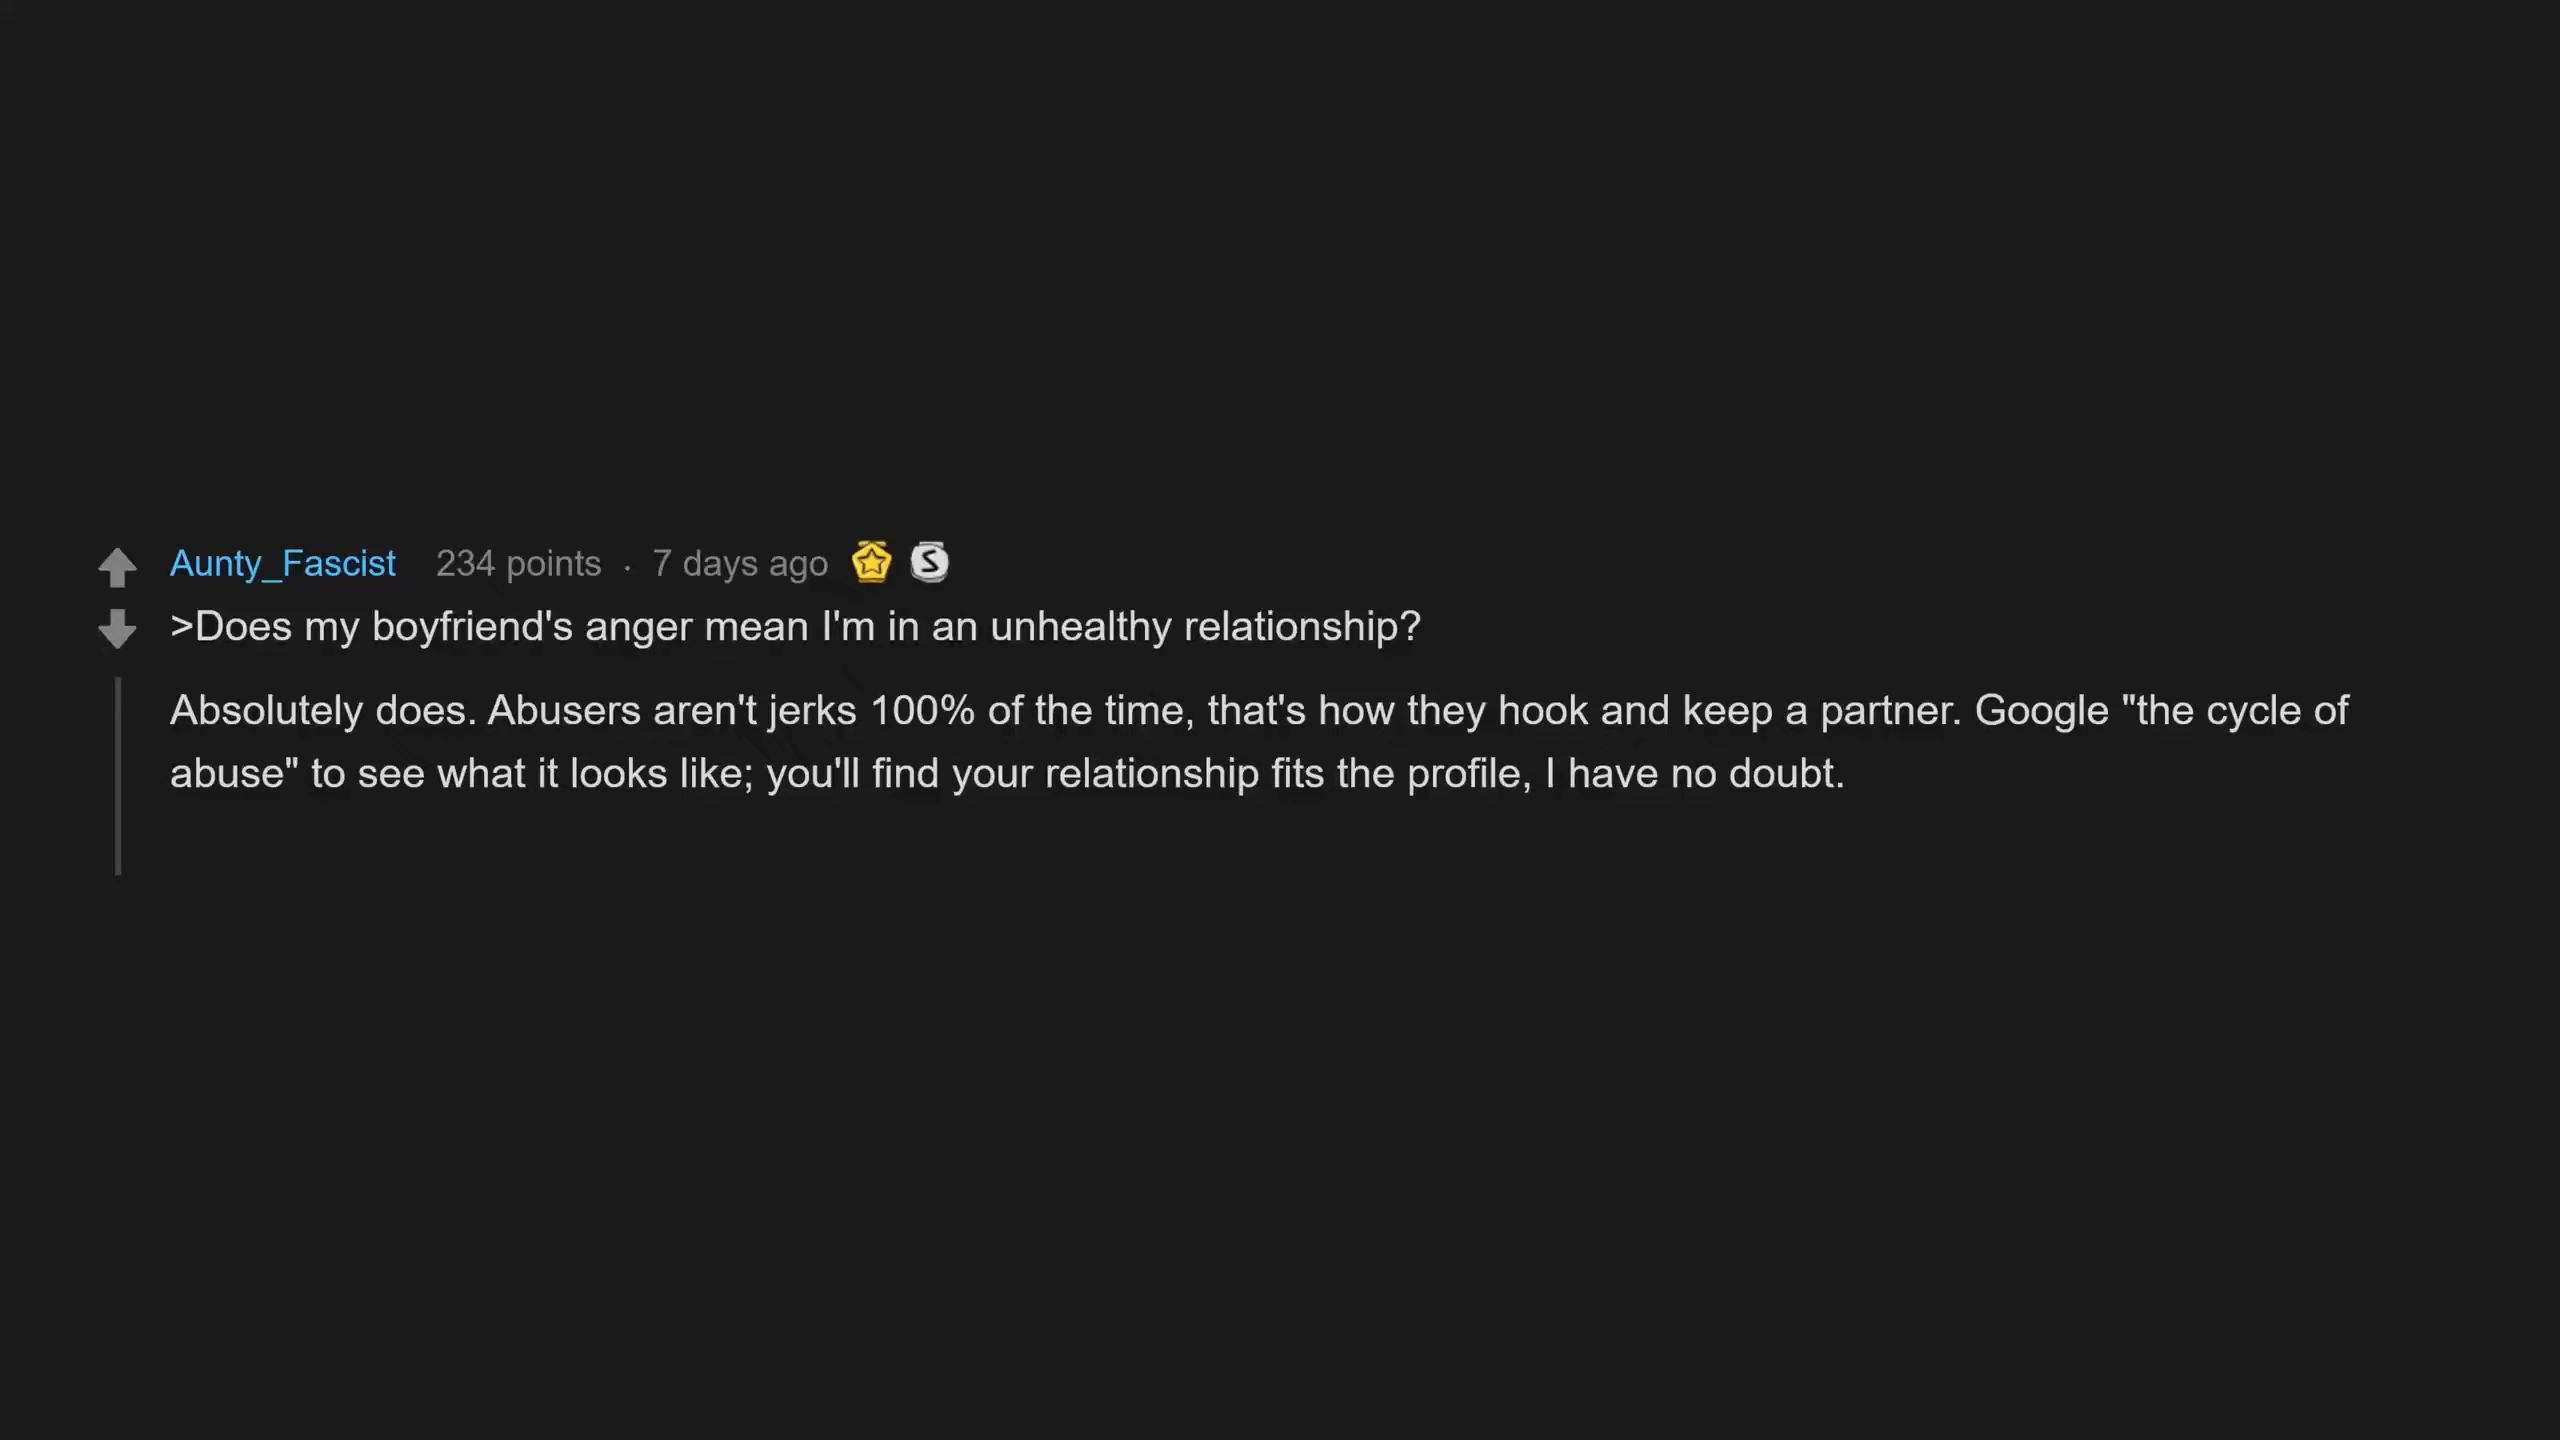 Aunty_Fascist 234 points · 7 days ago S
>Does my boyfriend's anger mean I'm in an unhealthy relationship?
Absolutely does. Abusers aren't jerks 100% of the time, that's how they hook and keep a partner. Google "the cycle of
abuse" to see what it looks like; you'll find your relationship fits the profile, I have no doubt.